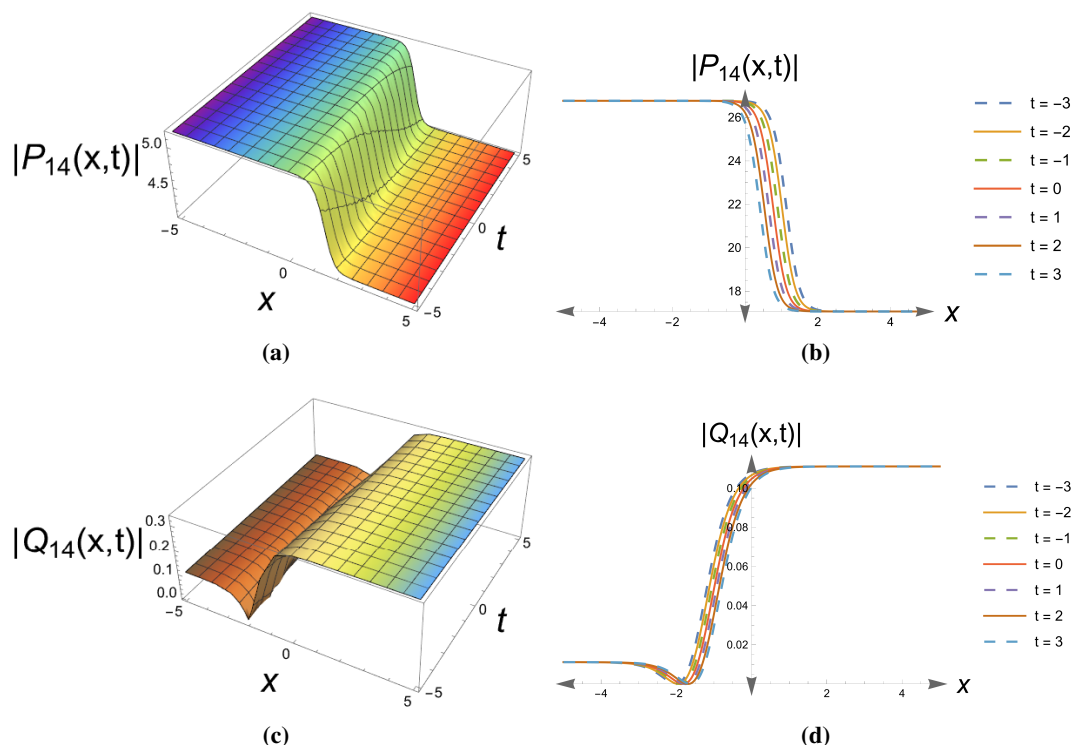 |P14(x,t)|
5.0
4.5
−5
0
5
x
−5
0
5
t
(a)
|P14(x,t)|
26
24
22
20
18
−4
−2
2
4
x
t = −3
t = −2
t = −1
t = 0
t = 1
t = 2
t = 3
(b)
|Q14(x,t)|
0.3
0.2
0.1
0.0
−5
0
5
x
−5
0
5
t
(c)
|Q14(x,t)|
0.10
0.08
0.06
0.04
0.02
−4
−2
2
4
x
t = −3
t = −2
t = −1
t = 0
t = 1
t = 2
t = 3
(d)